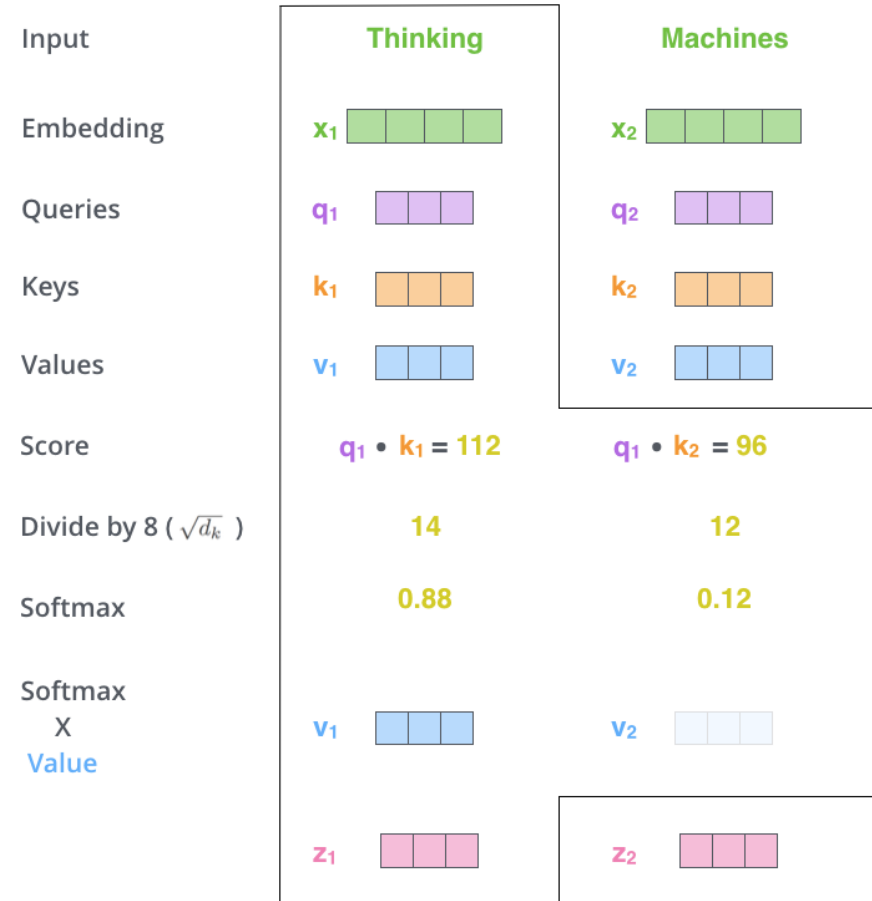 Input Thinking Machines
Embedding x₁ x₂
Queries q₁ q₂
Keys k₁ k₂
Values v₁ v₂
Score q₁ • k₁ = 112 q₁ • k₂ = 96
Divide by 8 ( √dₖ ) 14 12
Softmax 0.88 0.12
Softmax
X v₁ v₂
Value
z₁ z₂